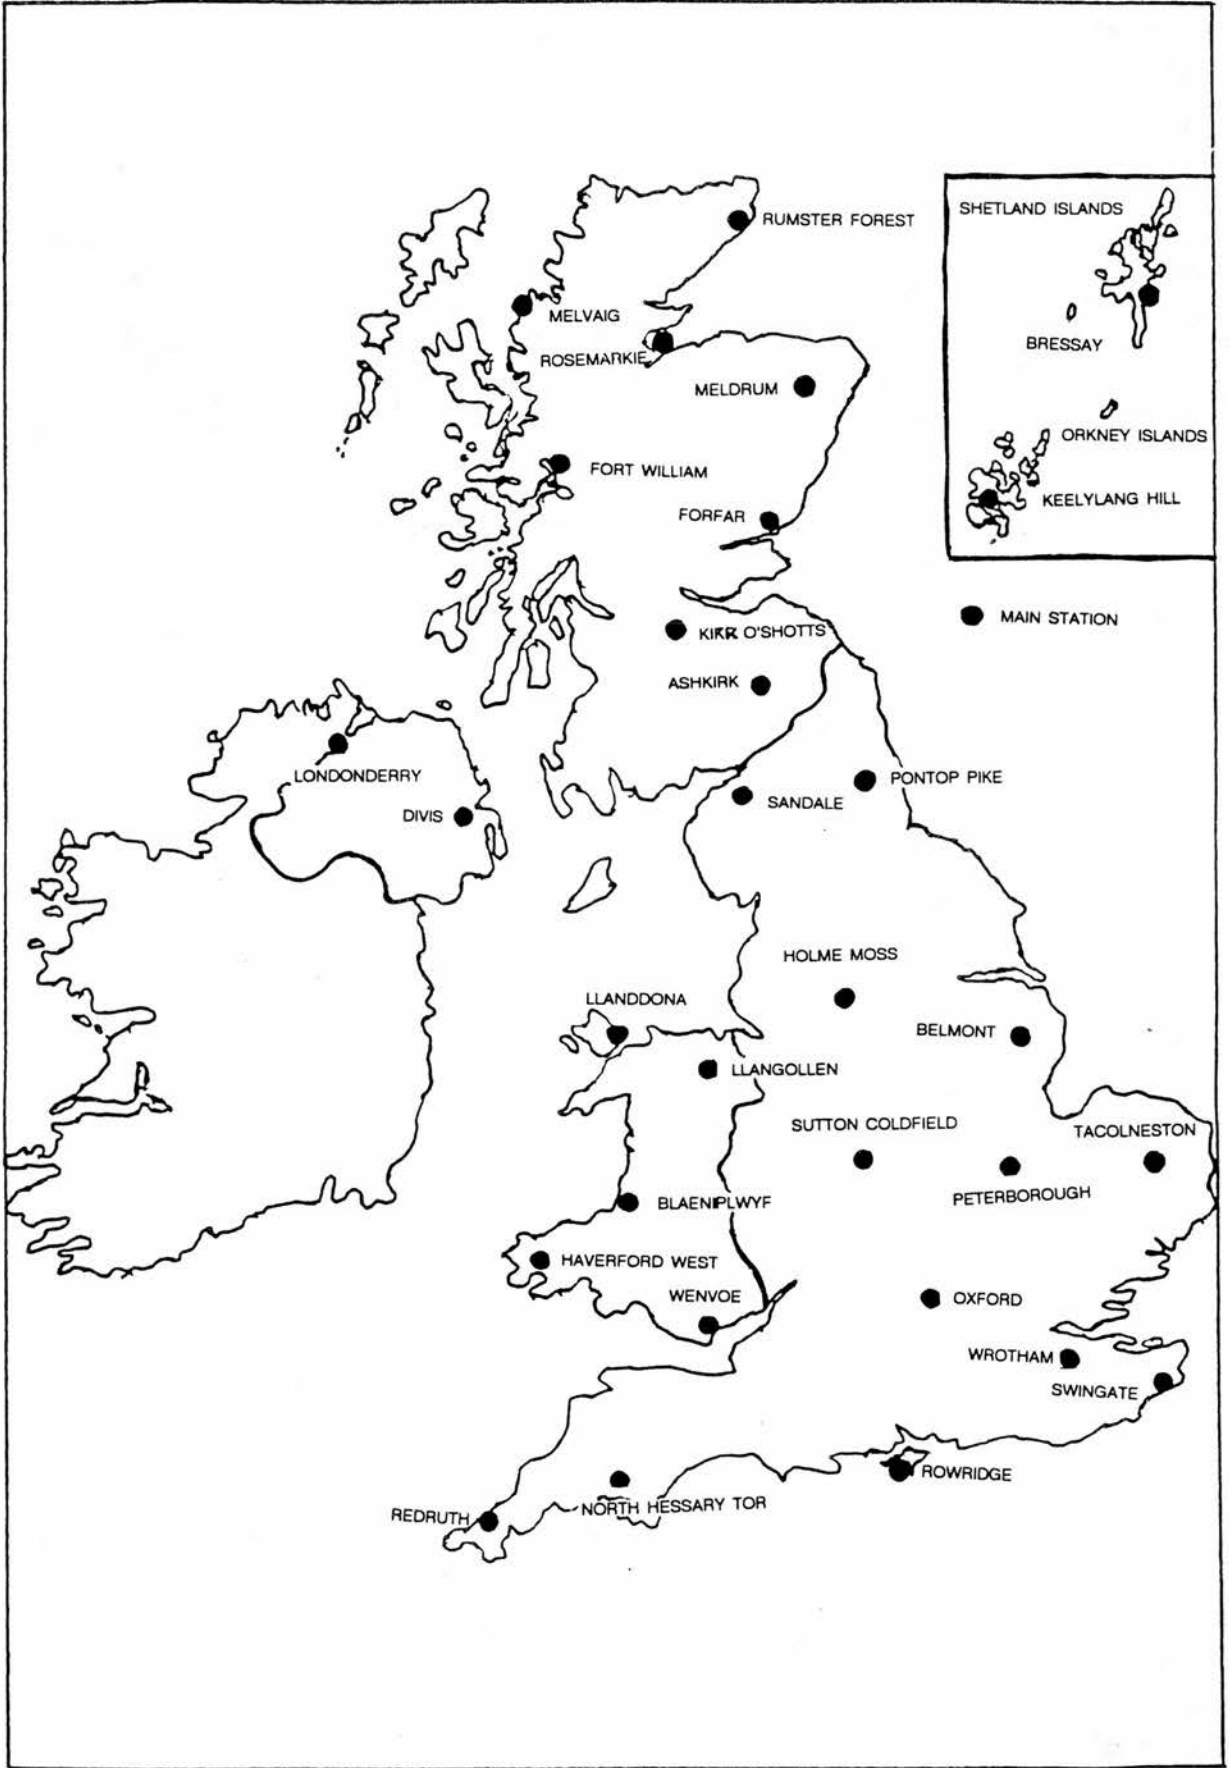 SHETLAND ISLANDS
RUMSTER FOREST
MELVAIG
BRESSAY
ROSEMARKIE
MELDRUM
ORKNEY ISLANDS
FORT WILLIAM
KEELYLANG HILL
FORFAR
MAIN STATION
KIRK O'SHOTTS
ASHKIRK
LONDONDERRY
PONTOP PIKE
SANDALE
DIVIS
HOLME MOSS
LLANDDONA
BELMONT
LLANGOLLEN
SUTTON COLDFIELD
TACOLNESTON
PETERBOROUGH
BLAENPLWYF
HAVERFORD WEST
WENVOE
OXFORD
WROTHAM
SWINGATE
ROWRIDGE
NORTH HESSARY TOR
REDRUTH